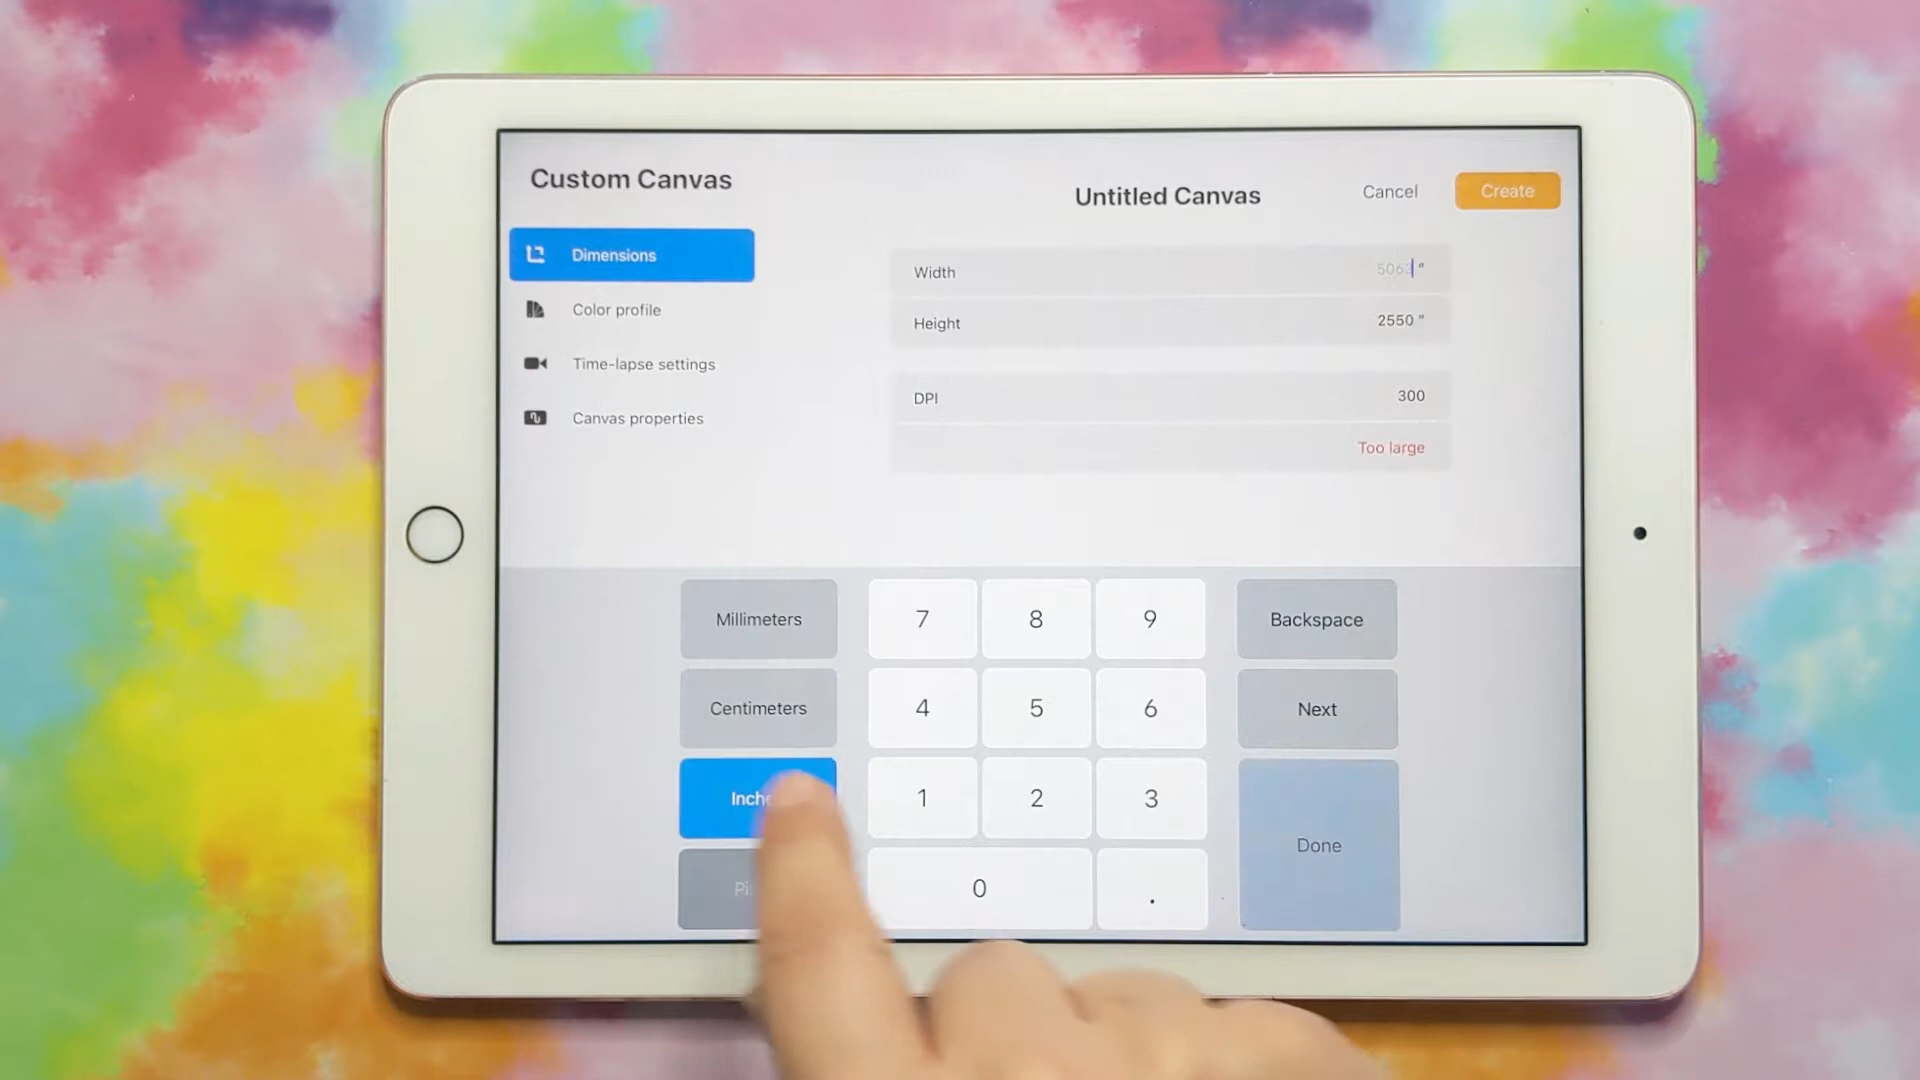 Custom Canvas
Untitled Canvas
Cancel
Create
Dimensions
Color profile
Time-lapse settings
Canvas properties
Width
5063 "
Height 2550 "
DPI 300
Too large
Millimeters 7 8 9 Backspace
Centimeters 4 5 6 Next
1 2 3
Done
0 .